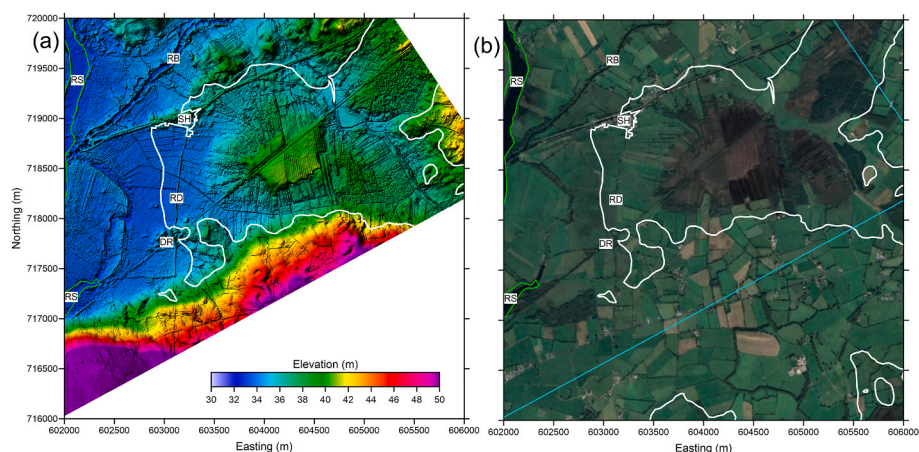 (a)
720000
719500
719000
718500
718000
717500
717000
716500
716000
Northing (m)
RS
RB
SH
RD
DR
RS
Elevation (m)
30 32 34 36 38 40 42 44 46 48 50
602000 602500 603000 603500 604000 604500 605000 605500 606000
Easting (m)
(b)
RS
RB
SH
RD
DR
RS
602000 602500 603000 603500 604000 604500 605000 605500 606000
Easting (m)